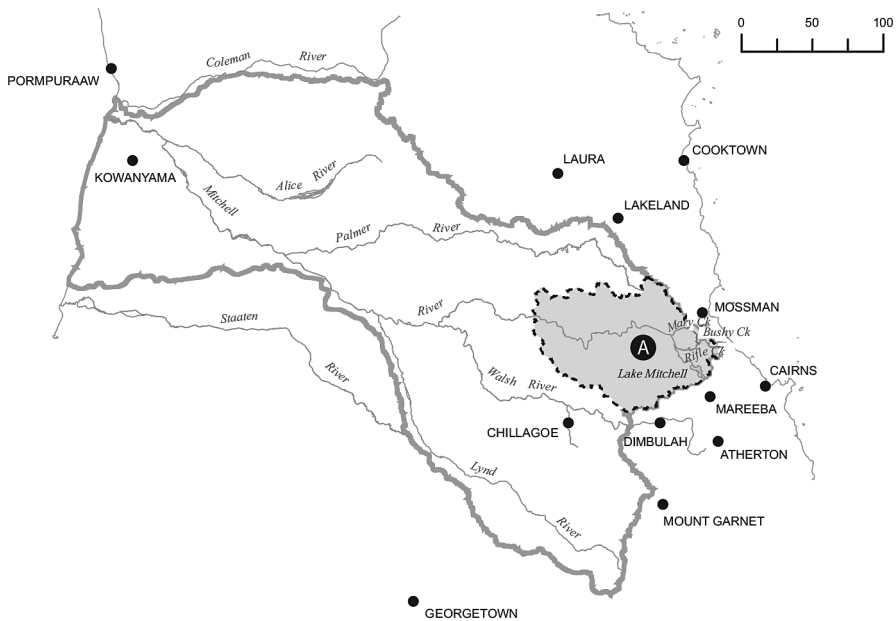 0 50 100
Coleman River
PORMPURAAW
COOKTOWN
LAURA
KOWANYAMA
Alice River
Mitchell
LAKELAND
Palmer River
River
MOSSMAN
Staaten
Mary Ck
Bushy Ck
A
Rifle Ck
River
Walsh River
Lake Mitchell
CAIRNS
MAREEBA
CHILLAGOE
DIMBULAH
ATHERTON
Lynd
River
MOUNT GARNET
GEORGETOWN